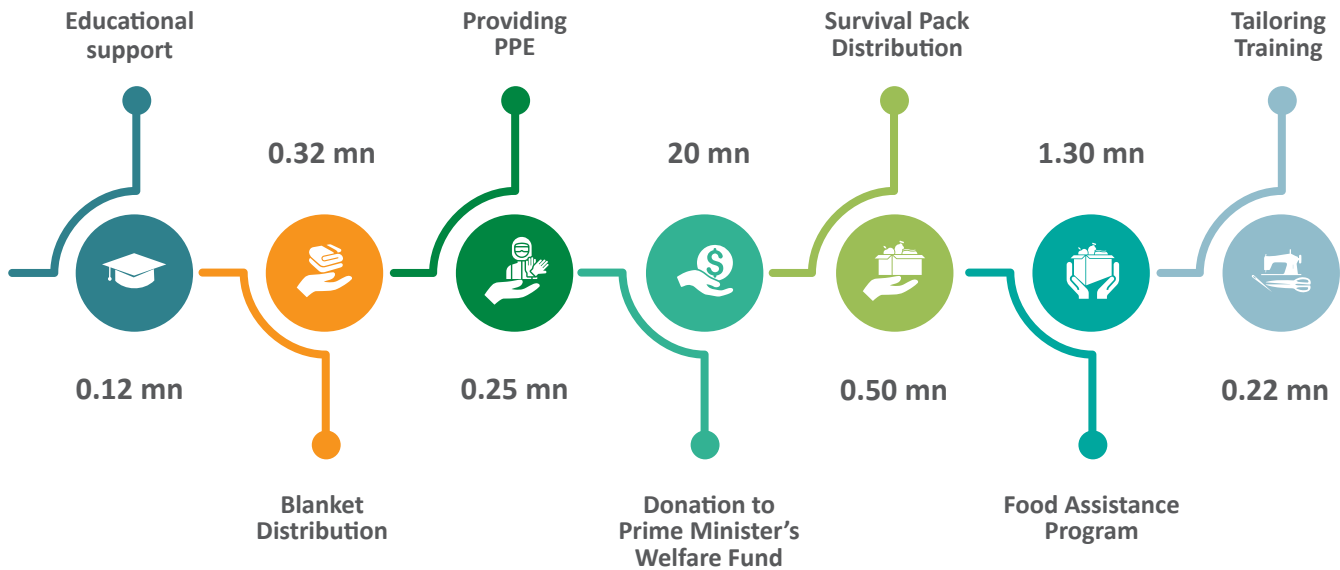 Educational
support
Providing
PPE
Survival Pack
Distribution
Tailoring
Training
0.32 mn
20 mn
1.30 mn
$
0.12 mn
0.25 mn
0.50 mn
0.22 mn
Blanket
Distribution
Donation to
Prime Minister’s
Welfare Fund
Food Assistance
Program